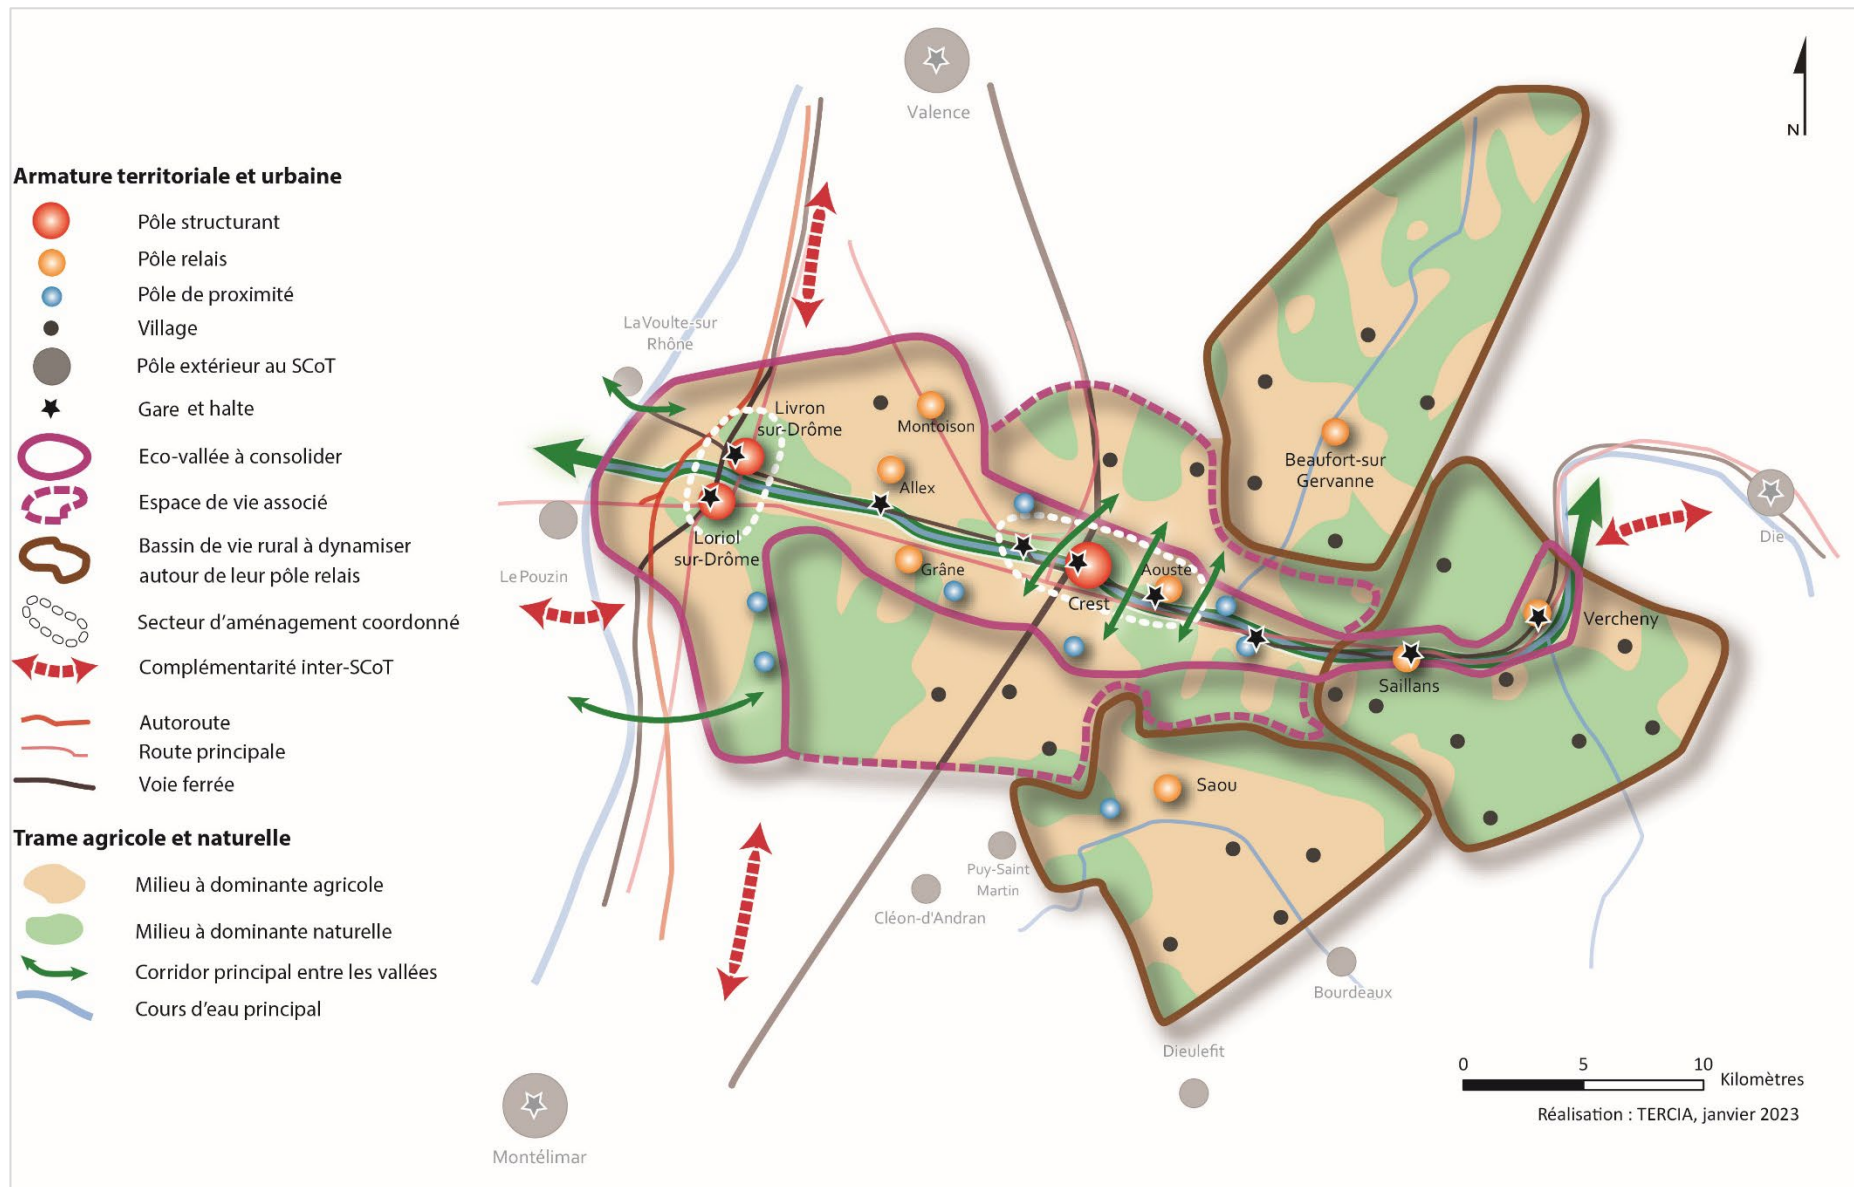 Armature territoriale et urbaine
Pôle structurant
Pôle relais
Pôle de proximité
Village
Pôle extérieur au SCoT
Gare et halte
Eco-vallée à consolider
Espace de vie associé
Bassin de vie rural à dynamiser
autour de leur pôle relais
Secteur d'aménagement coordonné
Complémentarité inter-SCoT
Autoroute
Route principale
Voie ferrée
Trame agricole et naturelle
Milieu à dominante agricole
Milieu à dominante naturelle
Corridor principal entre les vallées
Cours d'eau principal
Valence
N
La Voulte-sur
Rhône
Livron
sur-Drôme
Montoison
Allex
Beaufort-sur
Gervanne
Die
Loriol
sur-Drôme
Le Pouzin
Grâne
Crest
Aouste
Vercheny
Saillans
Saou
Puy-Saint
Martin
Cléon-d'Andran
Bourdeaux
Dieulefit
Montélimar
0 5 10
Kilomètres
Réalisation : TERCIA, janvier 2023